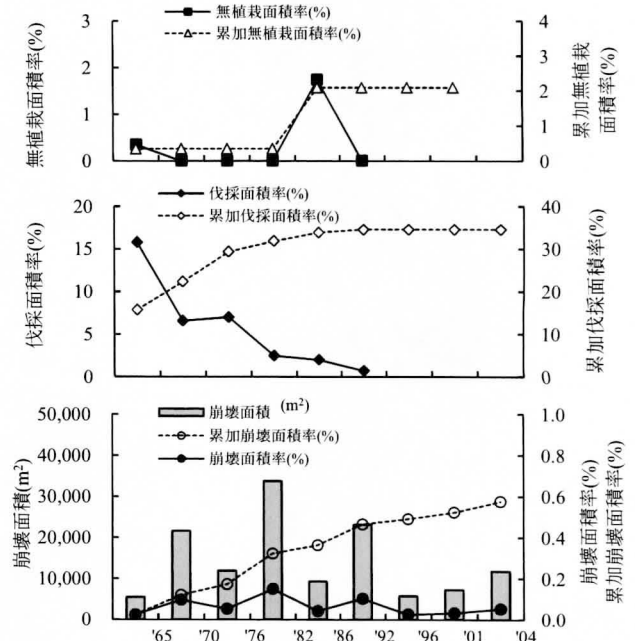 無植栽面積率(%)
累加無植栽面積率(%)
無植栽面積率(%)
3
2
1
0
4
3
2
1
0
累加無植栽
面積率(%)
伐採面積率(%)
累加伐採面積率(%)
伐採面積率(%)
20
15
10
5
0
40
30
20
10
0
累加伐採面積率(%)
崩壊面積 (m²)
累加崩壊面積率(%)
崩壊面積率(%)
崩壊面積(m²)
50,000
40,000
30,000
20,000
10,000
0
1.0
0.8
0.6
0.4
0.2
0.0
崩壊面積率(%)
累加崩壊面積率(%)
'65 '70 '76 '82 '86 '92 '96 '01 '04